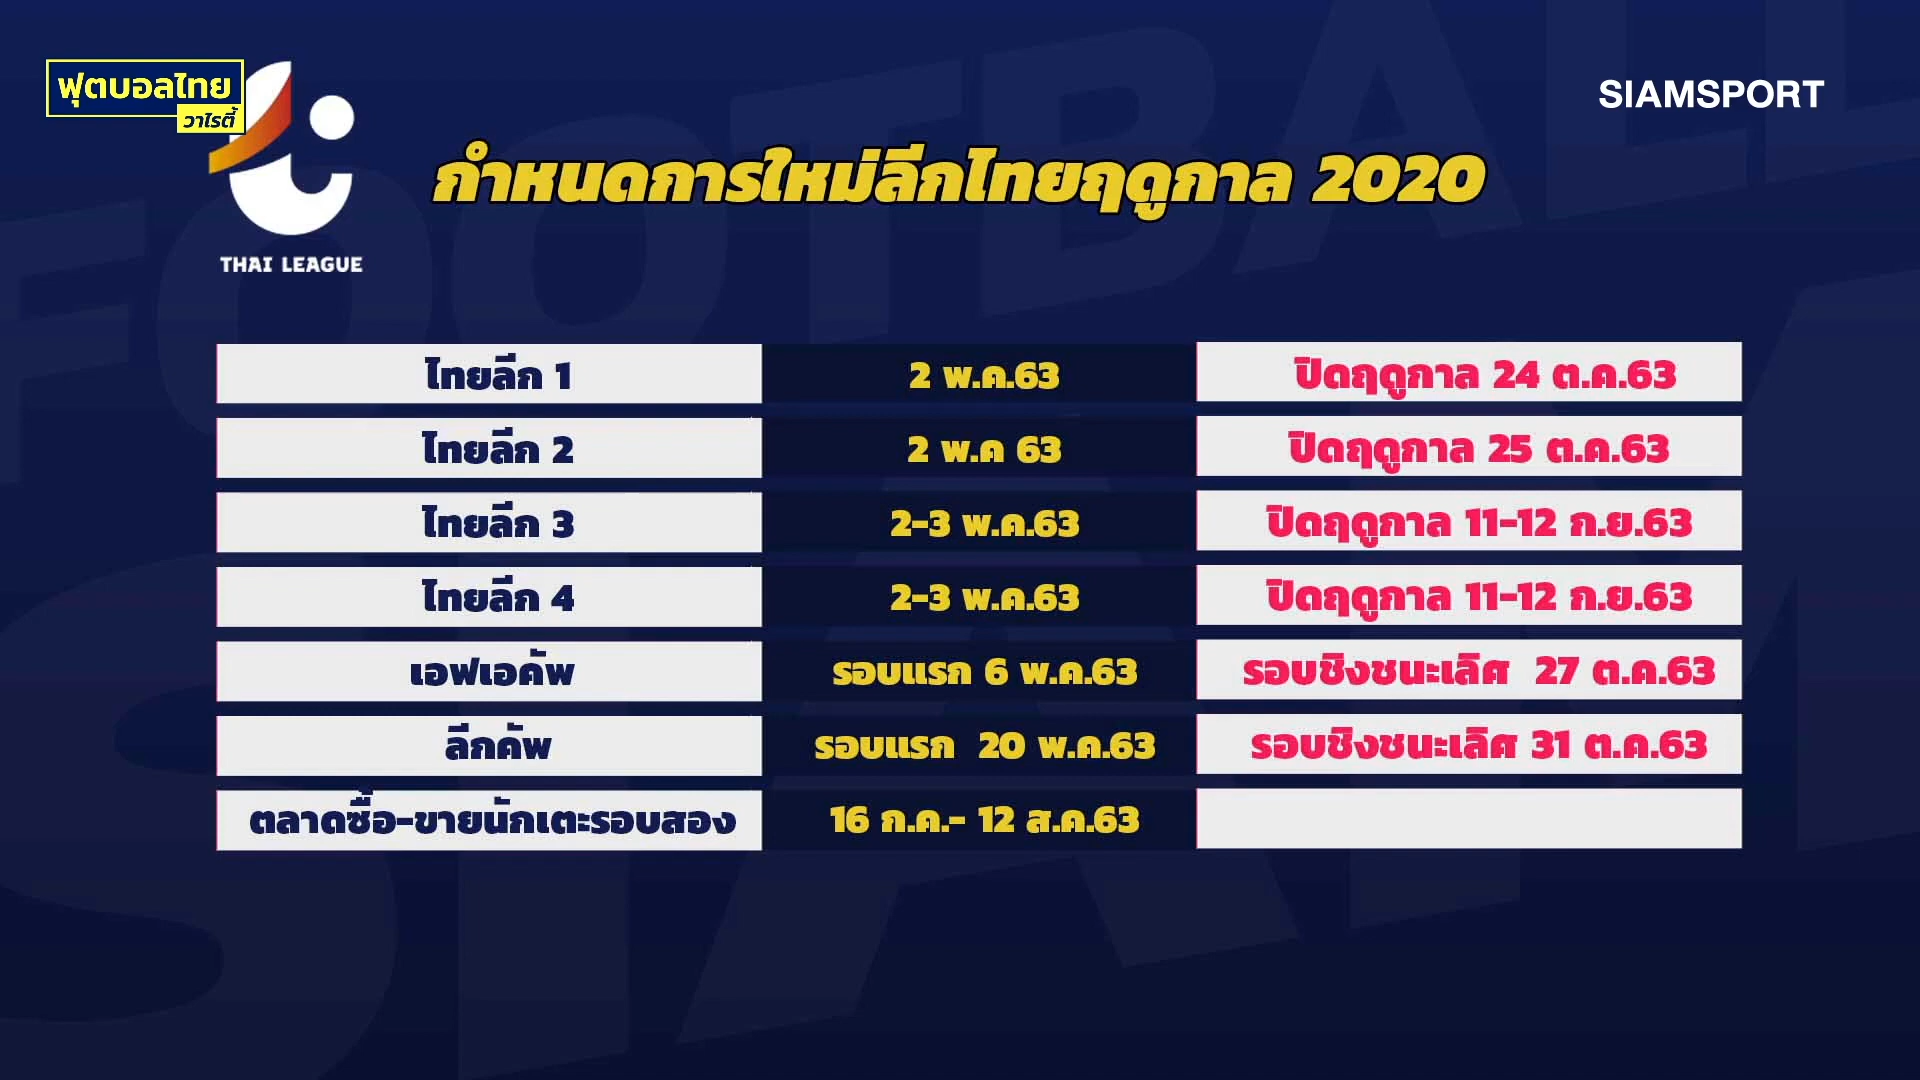 ฟุตบอลไทย
วาไรตี้
SIAMSPORT
THAI LEAGUE
กำหนดการใหม่ลีกไทยฤดูกาล 2020
ไทยลีก 1 2 พ.ค.63 ปิดฤดูกาล 24 ต.ค.63
ไทยลีก 2 2 พ.ค 63 ปิดฤดูกาล 25 ต.ค.63
ไทยลีก 3 2-3 พ.ค.63 ปิดฤดูกาล 11-12 ก.ย.63
ไทยลีก 4 2-3 พ.ค.63 ปิดฤดูกาล 11-12 ก.ย.63
เอฟเอคัพ รอบแรก 6 พ.ค.63 รอบชิงชนะเลิศ 27 ต.ค.63
ลีกคัพ รอบแรก 20 พ.ค.63 รอบชิงชนะเลิศ 31 ต.ค.63
ตลาดซื้อ-ขายนักเตะรอบสอง 16 ก.ค.- 12 ส.ค.63
FOOTBALL
SIAM